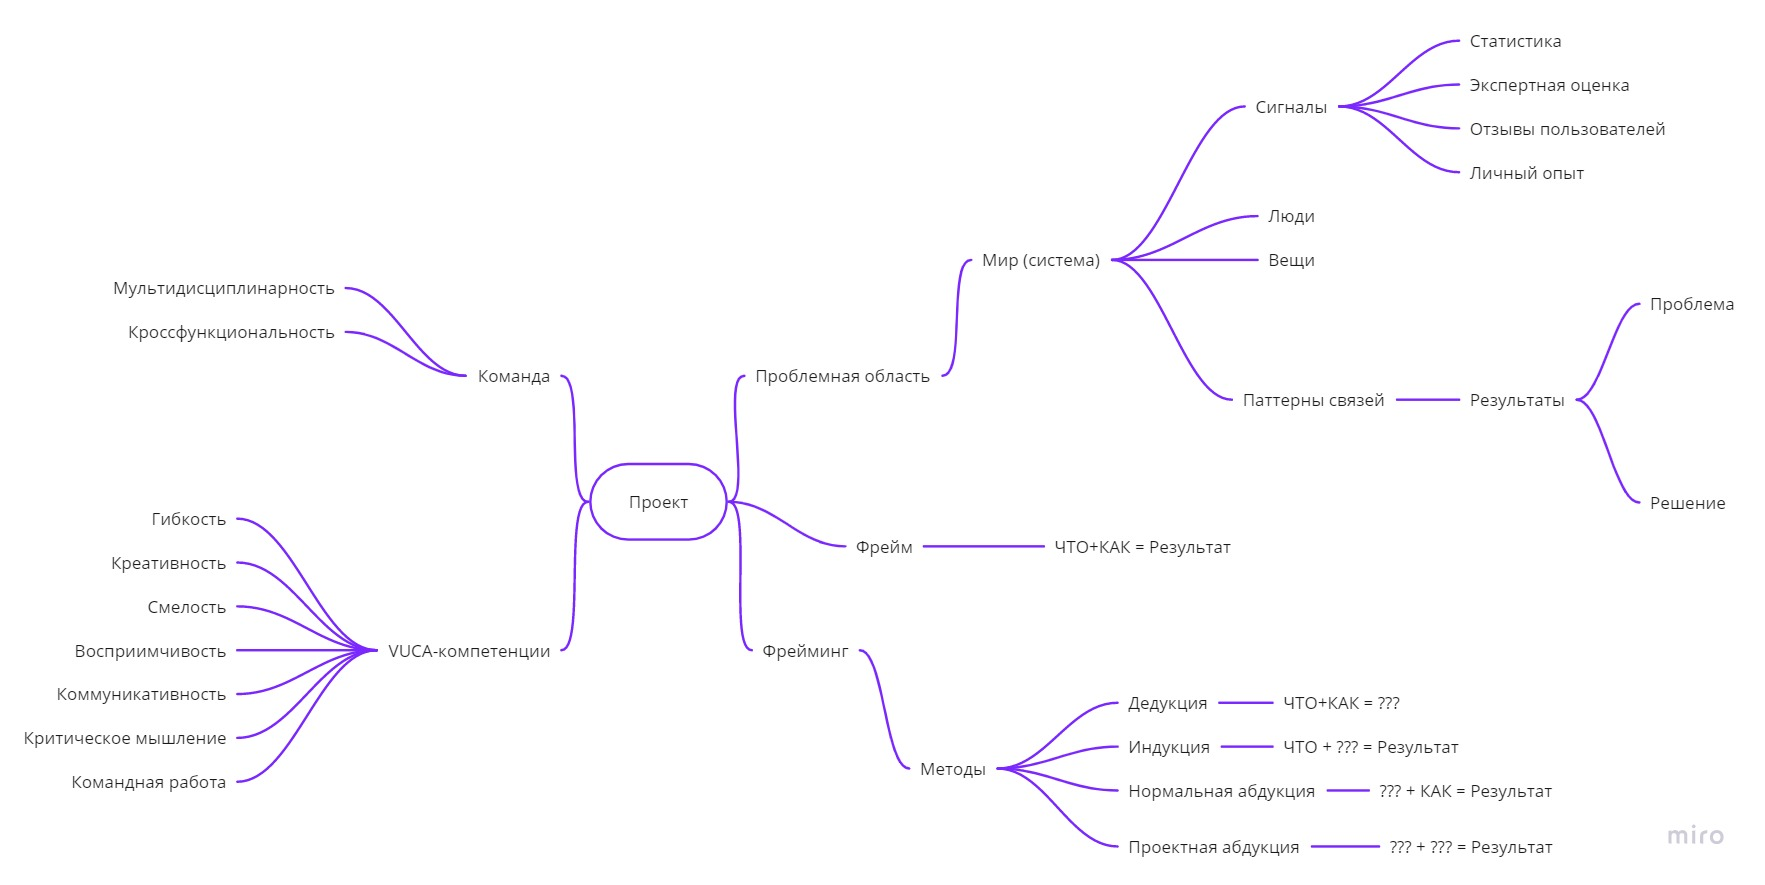 Статистика
Экспертная оценка
Сигналы
Отзывы пользователей
Личный опыт
Люди
Мир (система)
Вещи
Мультидисциплинарность
Проблема
Кроссфункциональность
Команда
Проблемная область
Паттерны связей
Результаты
Проект
Решение
Гибкость
Фрейм
ЧТО+КАК = Результат
Креативность
Смелость
Восприимчивость
VUCA-компетенции
Фрейминг
Коммуникативность
Дедукция
ЧТО+КАК = ???
Критическое мышление
Индукция
ЧТО + ??? = Результат
Методы
Командная работа
Нормальная абдукция
??? + КАК = Результат
Проектная абдукция
??? + ??? = Результат
miro